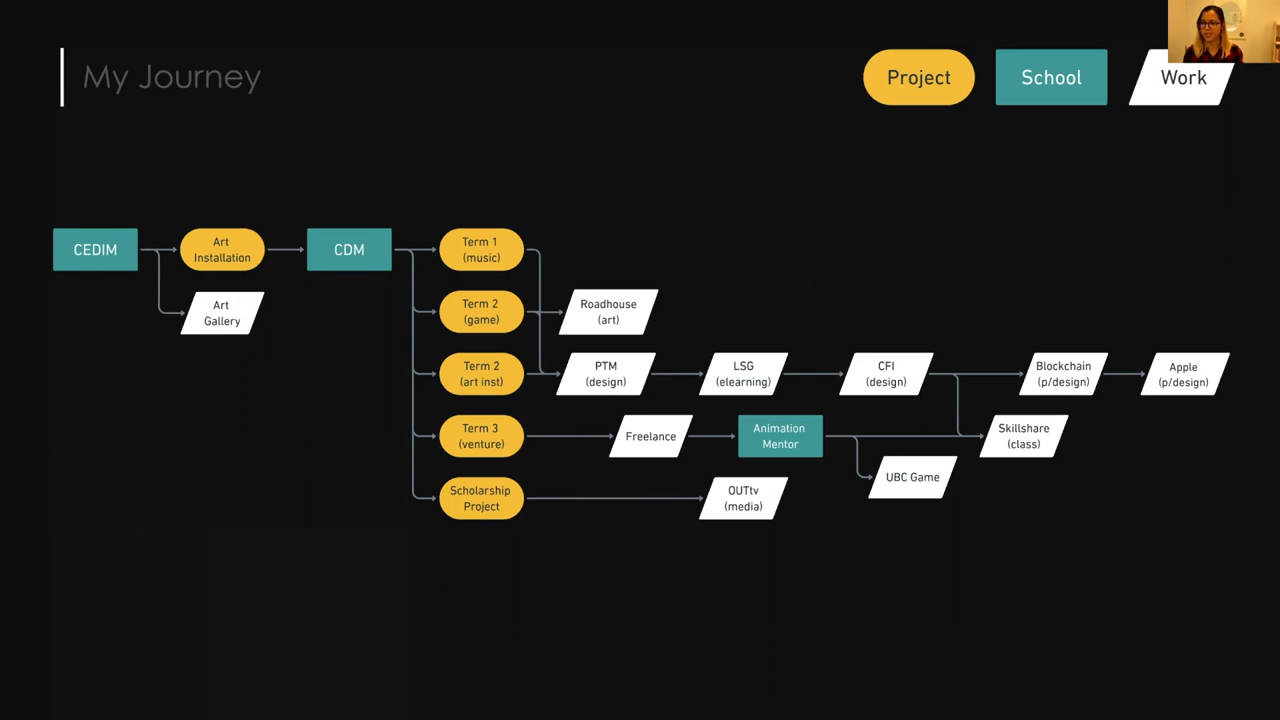 My Journey
Project
School
Work
CEDIM
Art
Installation
Art
Gallery
CDM
Term 1
(music)
Term 2
(game)
Term 2
(art inst)
Term 3
(venture)
Scholarship
Project
Roadhouse
(art)
PTM
(design)
LSG
(elearning)
CFI
(design)
Blockchain
(p/design)
Apple
(p/design)
Freelance
Animation
Mentor
Skillshare
(class)
UBC Game
OUTtv
(media)